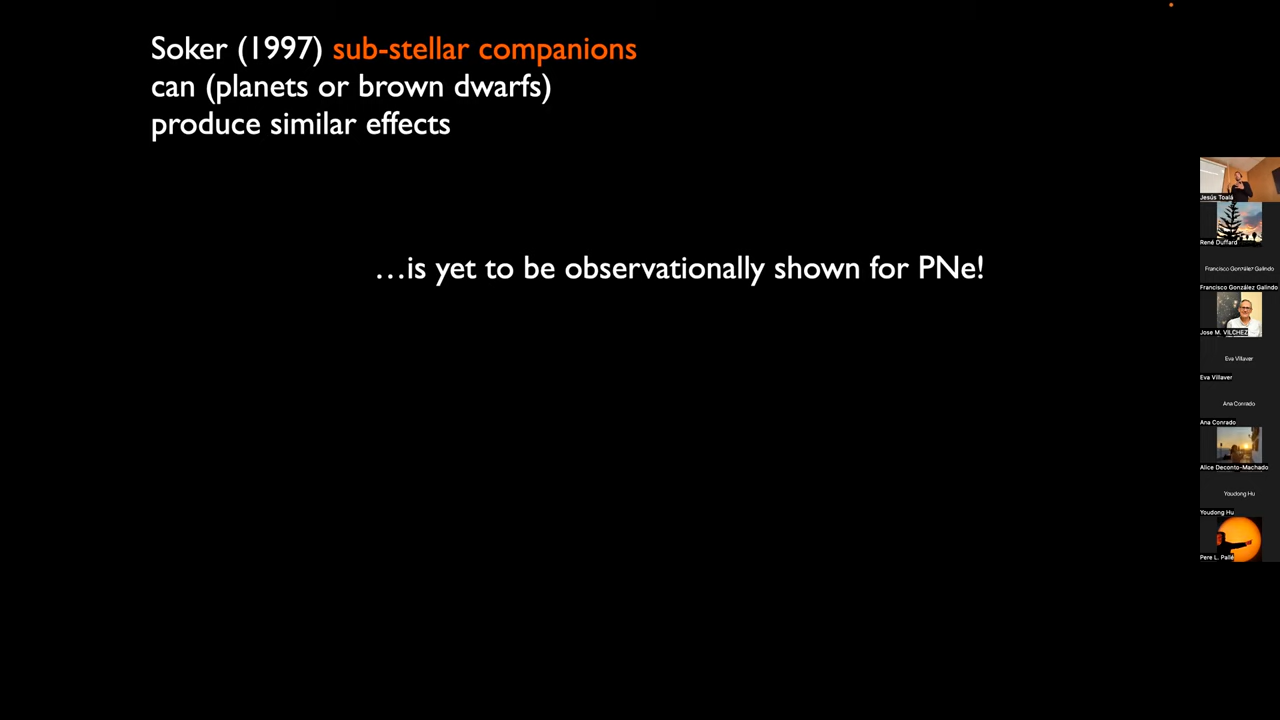 Soker (1997) sub-stellar companions
can (planets or brown dwarfs)
produce similar effects
…is yet to be observationally shown for PNe!
Jesús Toalá
René Duffard
Francisco González Galindo
Francisco González Galindo
Jose M. VILCHEZ
Eva Villaver
Eva Villaver
Ana Conrado
Ana Conrado
Alice Deconto-Machado
Youdong Hu
Youdong Hu
Pere L. Pallé